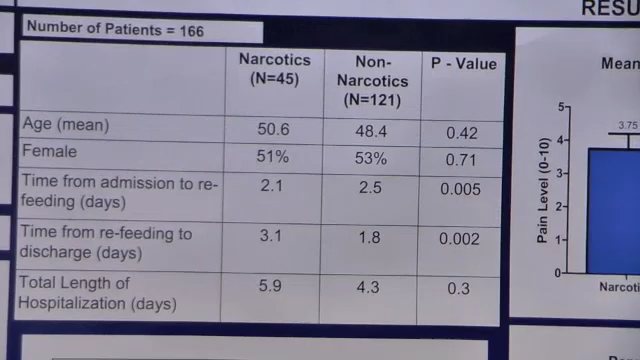 RESU
Number of Patients = 166
Narcotics (N=45) Non-Narcotics (N=121) P - Value
Age (mean) 50.6 48.4 0.42
Female 51% 53% 0.71
Time from admission to re-feeding (days) 2.1 2.5 0.005
Time from re-feeding to discharge (days) 3.1 1.8 0.002
Total Length of Hospitalization (days) 5.9 4.3 0.3
Mean
Pain Level (0-10)
5
4
3
2
1
0
3.75
Narcoti